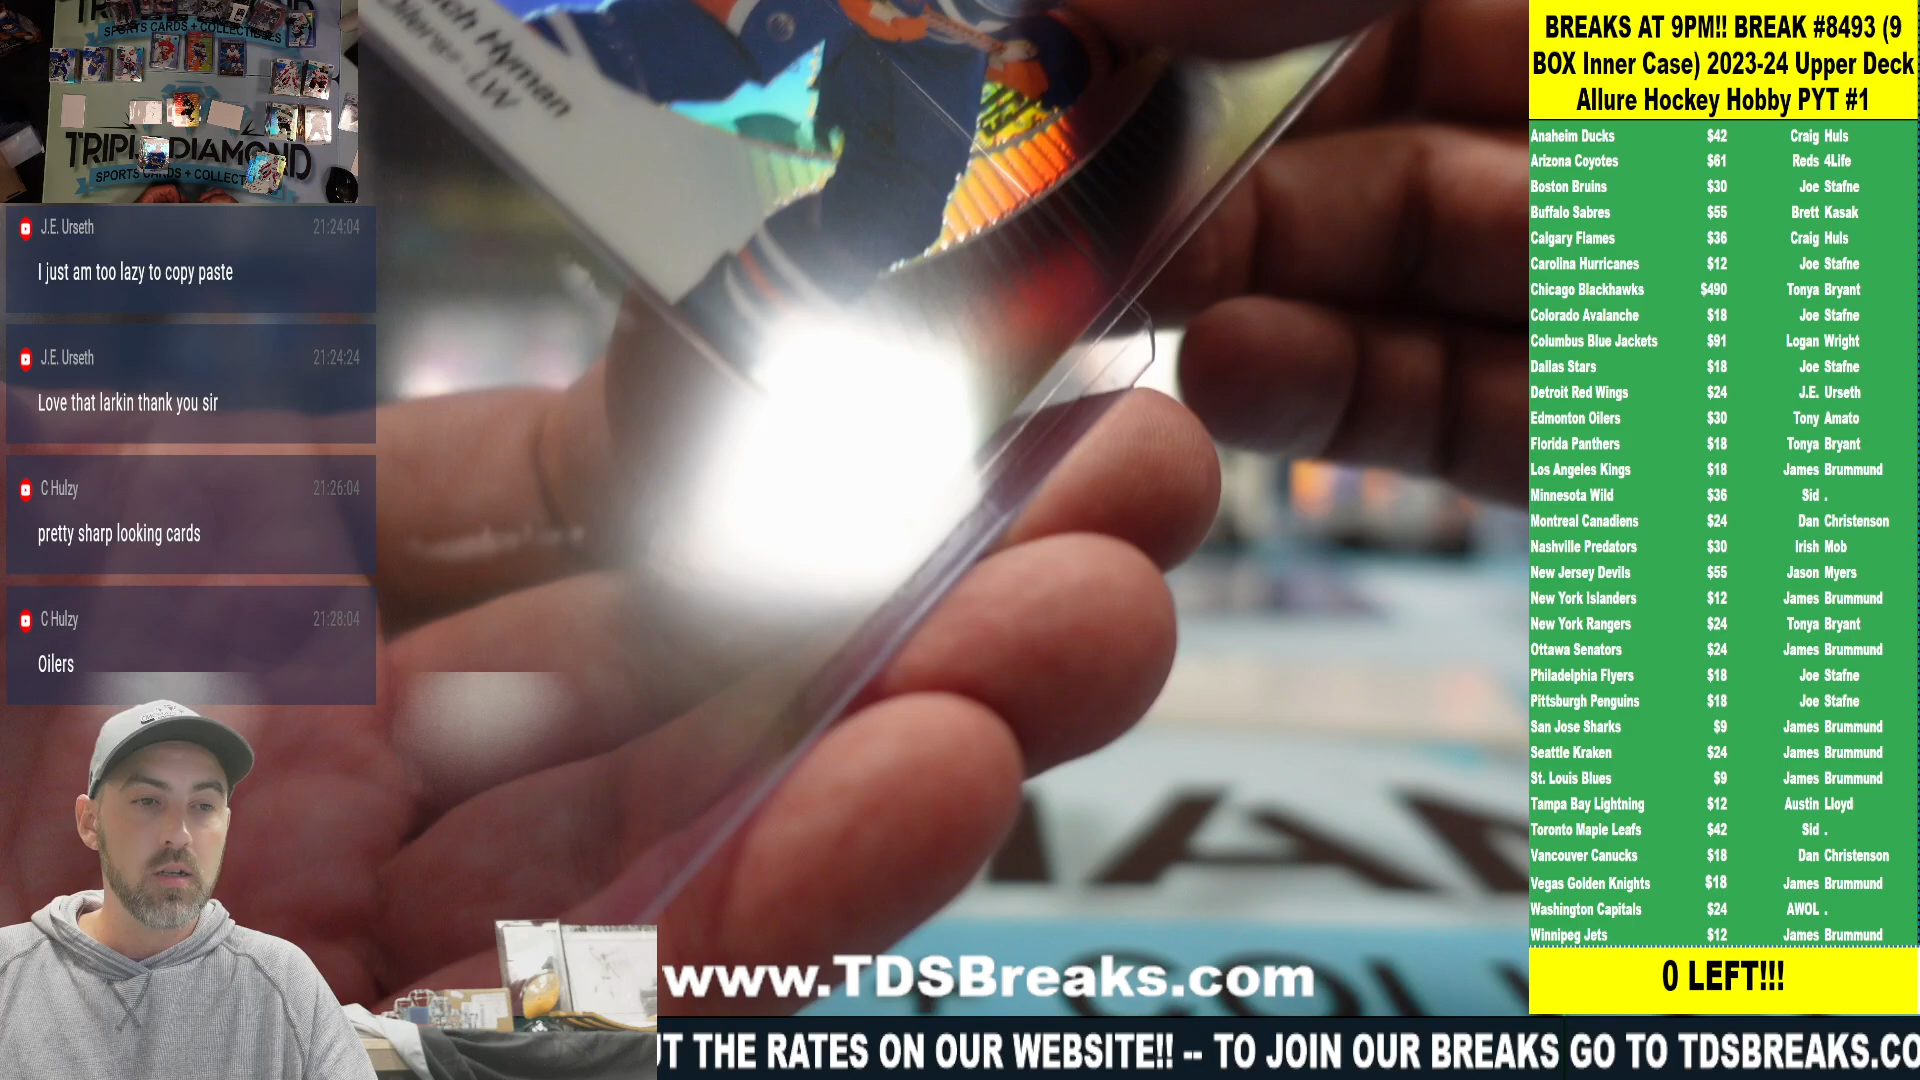 SPORTS CARDS + COLLECTIBLES
TRIPLE DIAMOND
SPORTS CARDS + COLLECT
J.E. Urseth 21:24:04
I just am too lazy to copy paste
J.E. Urseth 21:24:24
Love that larkin thank you sir
C Hulzy 21:26:04
pretty sharp looking cards
C Hulzy 21:28:04
Oilers
ach Hyman
Oilers - LW
BREAKS AT 9PM!! BREAK #8493 (9
BOX Inner Case) 2023-24 Upper Deck
Allure Hockey Hobby PYT #1
Anaheim Ducks $42 Craig Huls
Arizona Coyotes $61 Reds 4Life
Boston Bruins $30 Joe Stafne
Buffalo Sabres $55 Brett Kasak
Calgary Flames $36 Craig Huls
Carolina Hurricanes $12 Joe Stafne
Chicago Blackhawks $490 Tonya Bryant
Colorado Avalanche $18 Joe Stafne
Columbus Blue Jackets $91 Logan Wright
Dallas Stars $18 Joe Stafne
Detroit Red Wings $24 J.E. Urseth
Edmonton Oilers $30 Tony Amato
Florida Panthers $18 Tonya Bryant
Los Angeles Kings $18 James Brummund
Minnesota Wild $36 Sid .
Montreal Canadiens $24 Dan Christenson
Nashville Predators $30 Irish Mob
New Jersey Devils $55 Jason Myers
New York Islanders $12 James Brummund
New York Rangers $24 Tonya Bryant
Ottawa Senators $24 James Brummund
Philadelphia Flyers $18 Joe Stafne
Pittsburgh Penguins $18 Joe Stafne
San Jose Sharks $9 James Brummund
Seattle Kraken $24 James Brummund
St. Louis Blues $9 James Brummund
Tampa Bay Lightning $12 Austin Lloyd
Toronto Maple Leafs $42 Sid .
Vancouver Canucks $18 Dan Christenson
Vegas Golden Knights $18 James Brummund
Washington Capitals $24 AWOL .
Winnipeg Jets $12 James Brummund
0 LEFT!!!
www.TDSBreaks.com
UT THE RATES ON OUR WEBSITE!! -- TO JOIN OUR BREAKS GO TO TDSBREAKS.CO